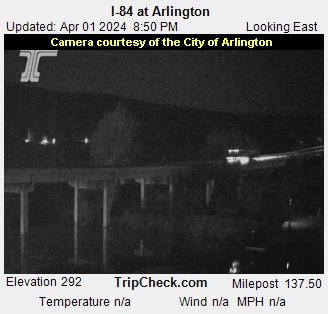 I-84 at Arlington
Updated: Apr 01 2024 8:50 PM Looking East
Camera courtesy of the City of Arlington
Elevation 292 TripCheck.com Milepost 137.50
Temperature n/a Wind n/a MPH n/a